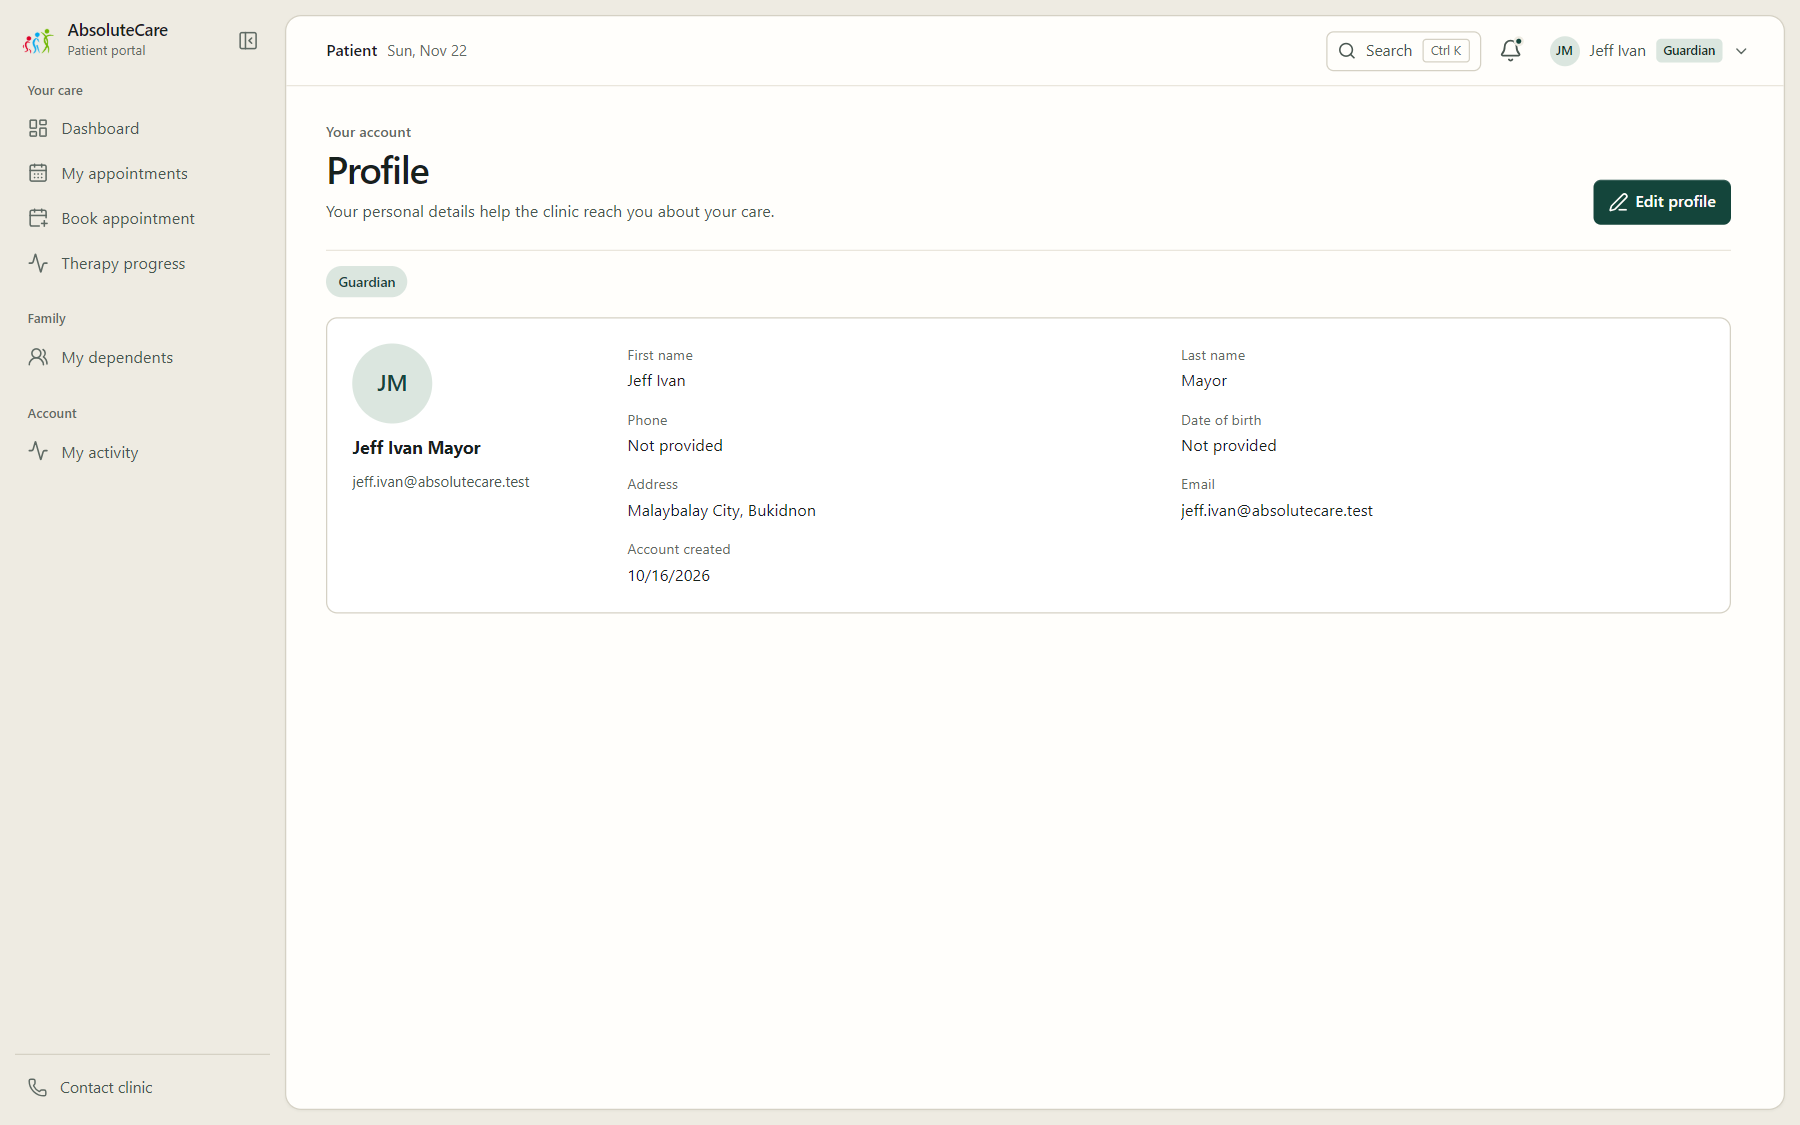 AbsoluteCare
Patient portal
Your care
Dashboard
My appointments
Book appointment
Therapy progress
Family
My dependents
Account
My activity
Contact clinic
Patient Sun, Nov 22
Search Ctrl K
JM Jeff Ivan Guardian
Your account
Profile
Your personal details help the clinic reach you about your care.
Edit profile
Guardian
JM
Jeff Ivan Mayor
jeff.ivan@absolutecare.test
First name
Jeff Ivan
Last name
Mayor
Phone
Not provided
Date of birth
Not provided
Address
Malaybalay City, Bukidnon
Email
jeff.ivan@absolutecare.test
Account created
10/16/2026